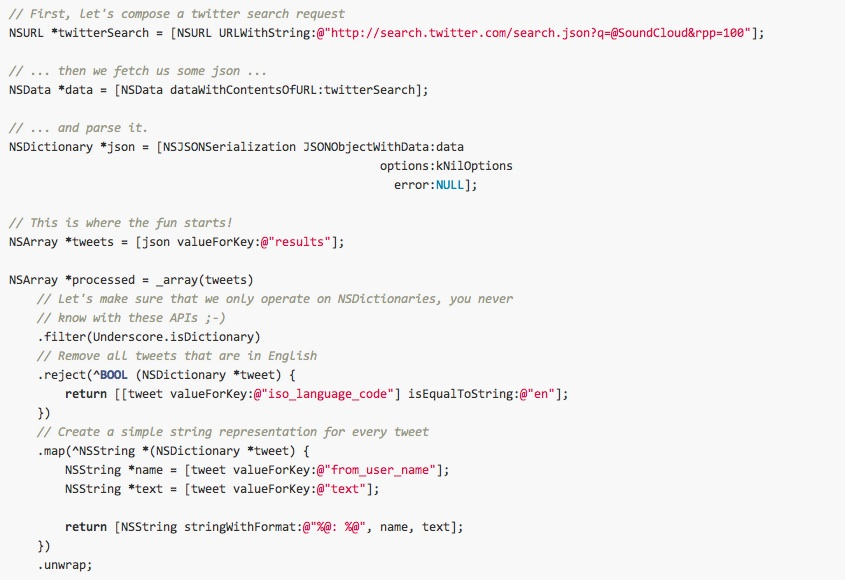 // First, let's compose a twitter search request
NSURL *twitterSearch = [NSURL URLWithString:@"http://search.twitter.com/search.json?q=@SoundCloud&rpp=100"];

// ... then we fetch us some json ...
NSData *data = [NSData dataWithContentsOfURL:twitterSearch];

// ... and parse it.
NSDictionary *json = [NSJSONSerialization JSONObjectWithData:data
                                                     options:kNilOptions
                                                       error:NULL];

// This is where the fun starts!
NSArray *tweets = [json valueForKey:@"results"];

NSArray *processed = _array(tweets)
    // Let's make sure that we only operate on NSDictionaries, you never
    // know with these APIs ;-)
    .filter(Underscore.isDictionary)
    // Remove all tweets that are in English
    .reject(^BOOL (NSDictionary *tweet) {
        return [[tweet valueForKey:@"iso_language_code"] isEqualToString:@"en"];
    })
    // Create a simple string representation for every tweet
    .map(^NSString *(NSDictionary *tweet) {
        NSString *name = [tweet valueForKey:@"from_user_name"];
        NSString *text = [tweet valueForKey:@"text"];

        return [NSString stringWithFormat:@"%@: %@", name, text];
    })
    .unwrap;